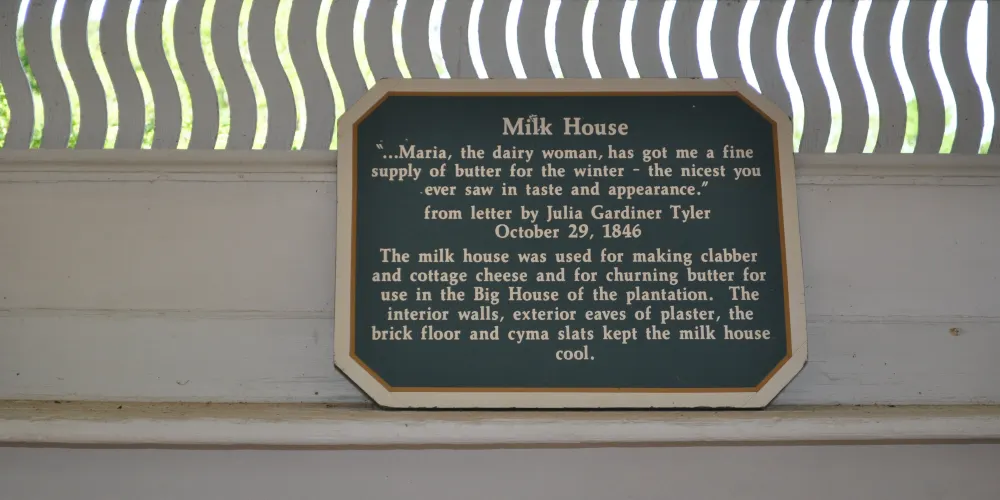 Milk House
"...Maria, the dairy woman, has got me a fine
supply of butter for the winter - the nicest you
ever saw in taste and appearance."
from letter by Julia Gardiner Tyler
October 29, 1846
The milk house was used for making clabber
and cottage cheese and for churning butter for
use in the Big House of the plantation. The
interior walls, exterior eaves of plaster, the
brick floor and cyma slats kept the milk house
cool.